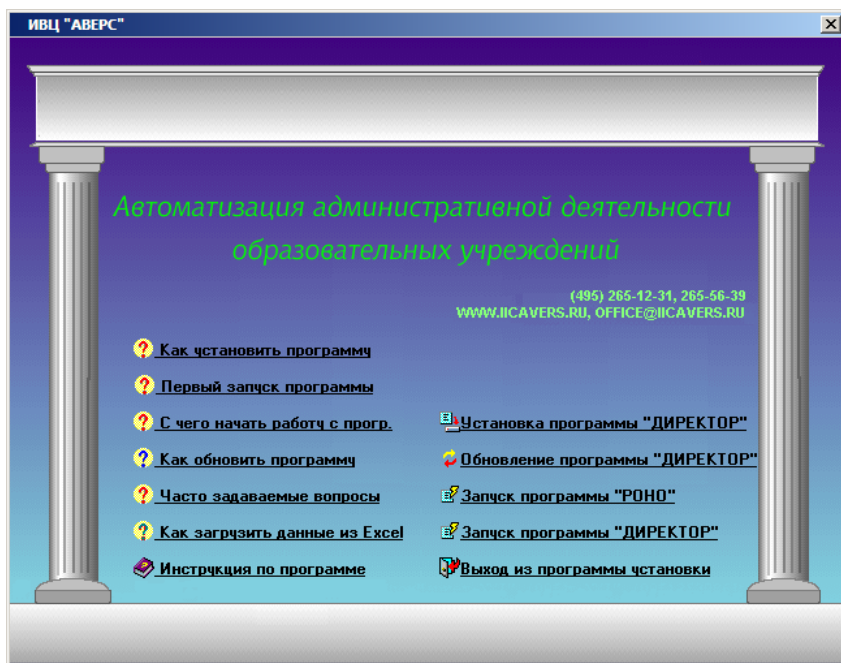 ИВЦ "АВЕРС"
Автоматизация административной деятельности
образовательных учреждений
(495) 265-12-31, 265-56-39
WWW.IICAVERS.RU, OFFICE@IICAVERS.RU
Как установить программу
Первый запуск программы
С чего начать работу с прогр.
Как обновить программу
Часто задаваемые вопросы
Как загрузить данные из Excel
Инструкция по программе
Установка программы "ДИРЕКТОР"
Обновление программы "ДИРЕКТОР"
Запуск программы "РОНО"
Запуск программы "ДИРЕКТОР"
Выход из программы установки